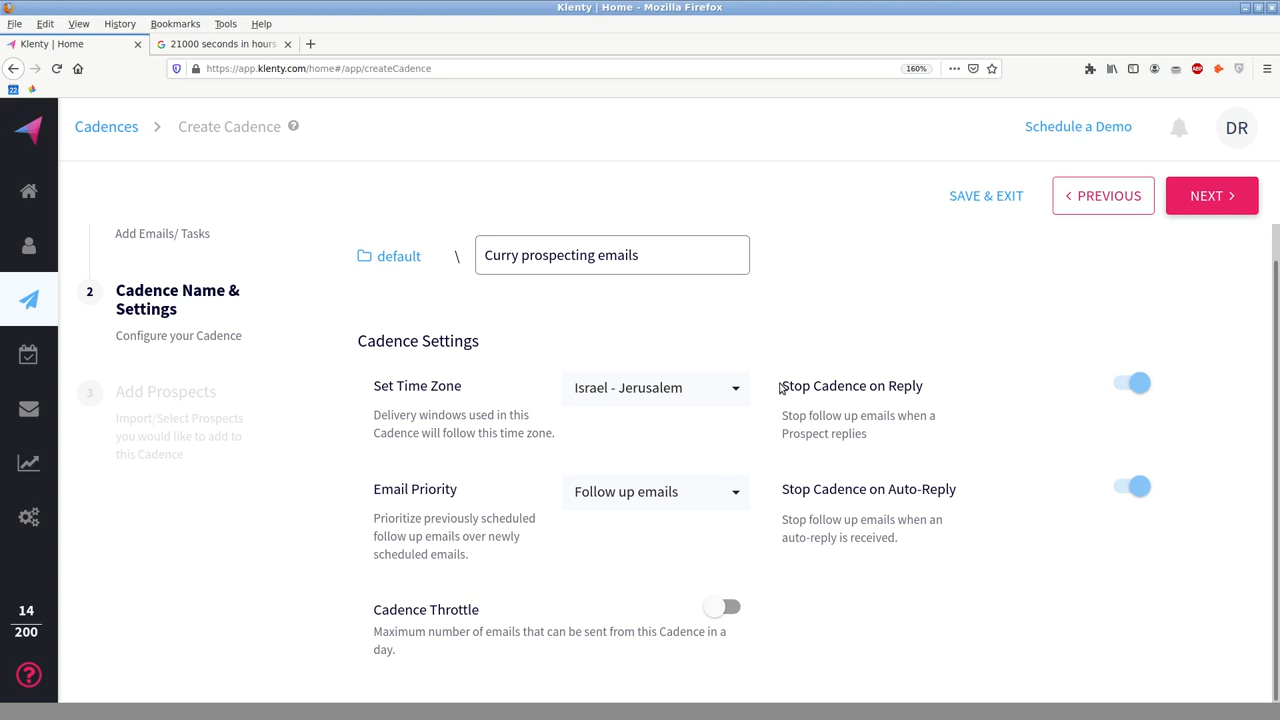 Klenty | Home - Mozilla Firefox
File Edit View History Bookmarks Tools Help
Klenty | Home
21000 seconds in hours
https://app.klenty.com/home#/app/createCadence
160%
ABP
22
Cadences
Create Cadence
Schedule a Demo
DR
SAVE & EXIT
PREVIOUS
NEXT
Add Emails/ Tasks
default
\
Curry prospecting emails
2
Cadence Name &
Settings
Configure your Cadence
3
Add Prospects
Import/Select Prospects
you would like to add to
this Cadence
Cadence Settings
Set Time Zone
Israel - Jerusalem
Delivery windows used in this
Cadence will follow this time zone.
Stop Cadence on Reply
Stop follow up emails when a
Prospect replies
Email Priority
Follow up emails
Prioritize previously scheduled
follow up emails over newly
scheduled emails.
Stop Cadence on Auto-Reply
Stop follow up emails when an
auto-reply is received.
Cadence Throttle
Maximum number of emails that can be sent from this Cadence in a
day.
14
200